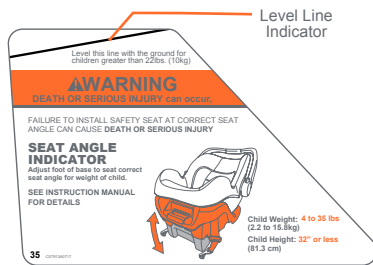 Level Line
Indicator
Level this line with the ground for
children greater than 22lbs. (10kg)
WARNING
DEATH OR SERIOUS INJURY can occur.
FAILURE TO INSTALL SAFETY SEAT AT CORRECT SEAT
ANGLE CAN CAUSE DEATH OR SERIOUS INJURY
SEAT ANGLE
INDICATOR
Adjust foot of base to seat correct
seat angle for weight of child.
SEE INSTRUCTION MANUAL
FOR DETAILS
Child Weight: 4 to 35 lbs
(2.2 to 15.8kg)
Child Height: 32" or less
(81.3 cm)
35